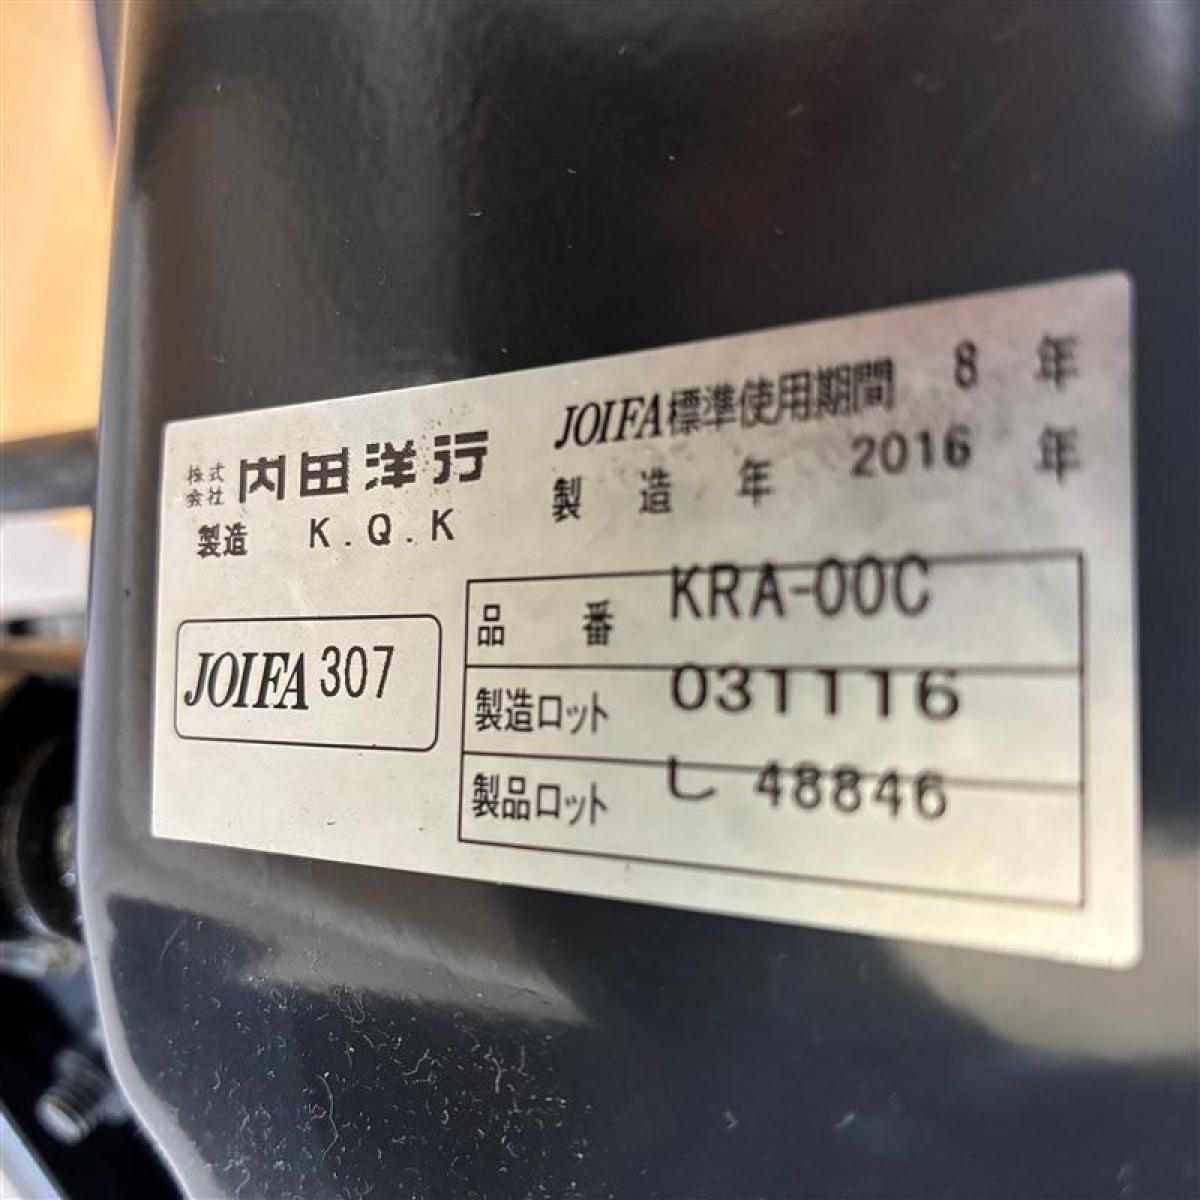 株式会社 内田洋行
製造 K.Q.K
JOIFA標準使用期間 8 年
製造年 2016 年
JOIFA 307
品番 KRA-00C
製造ロット 031116
製品ロット し 48846